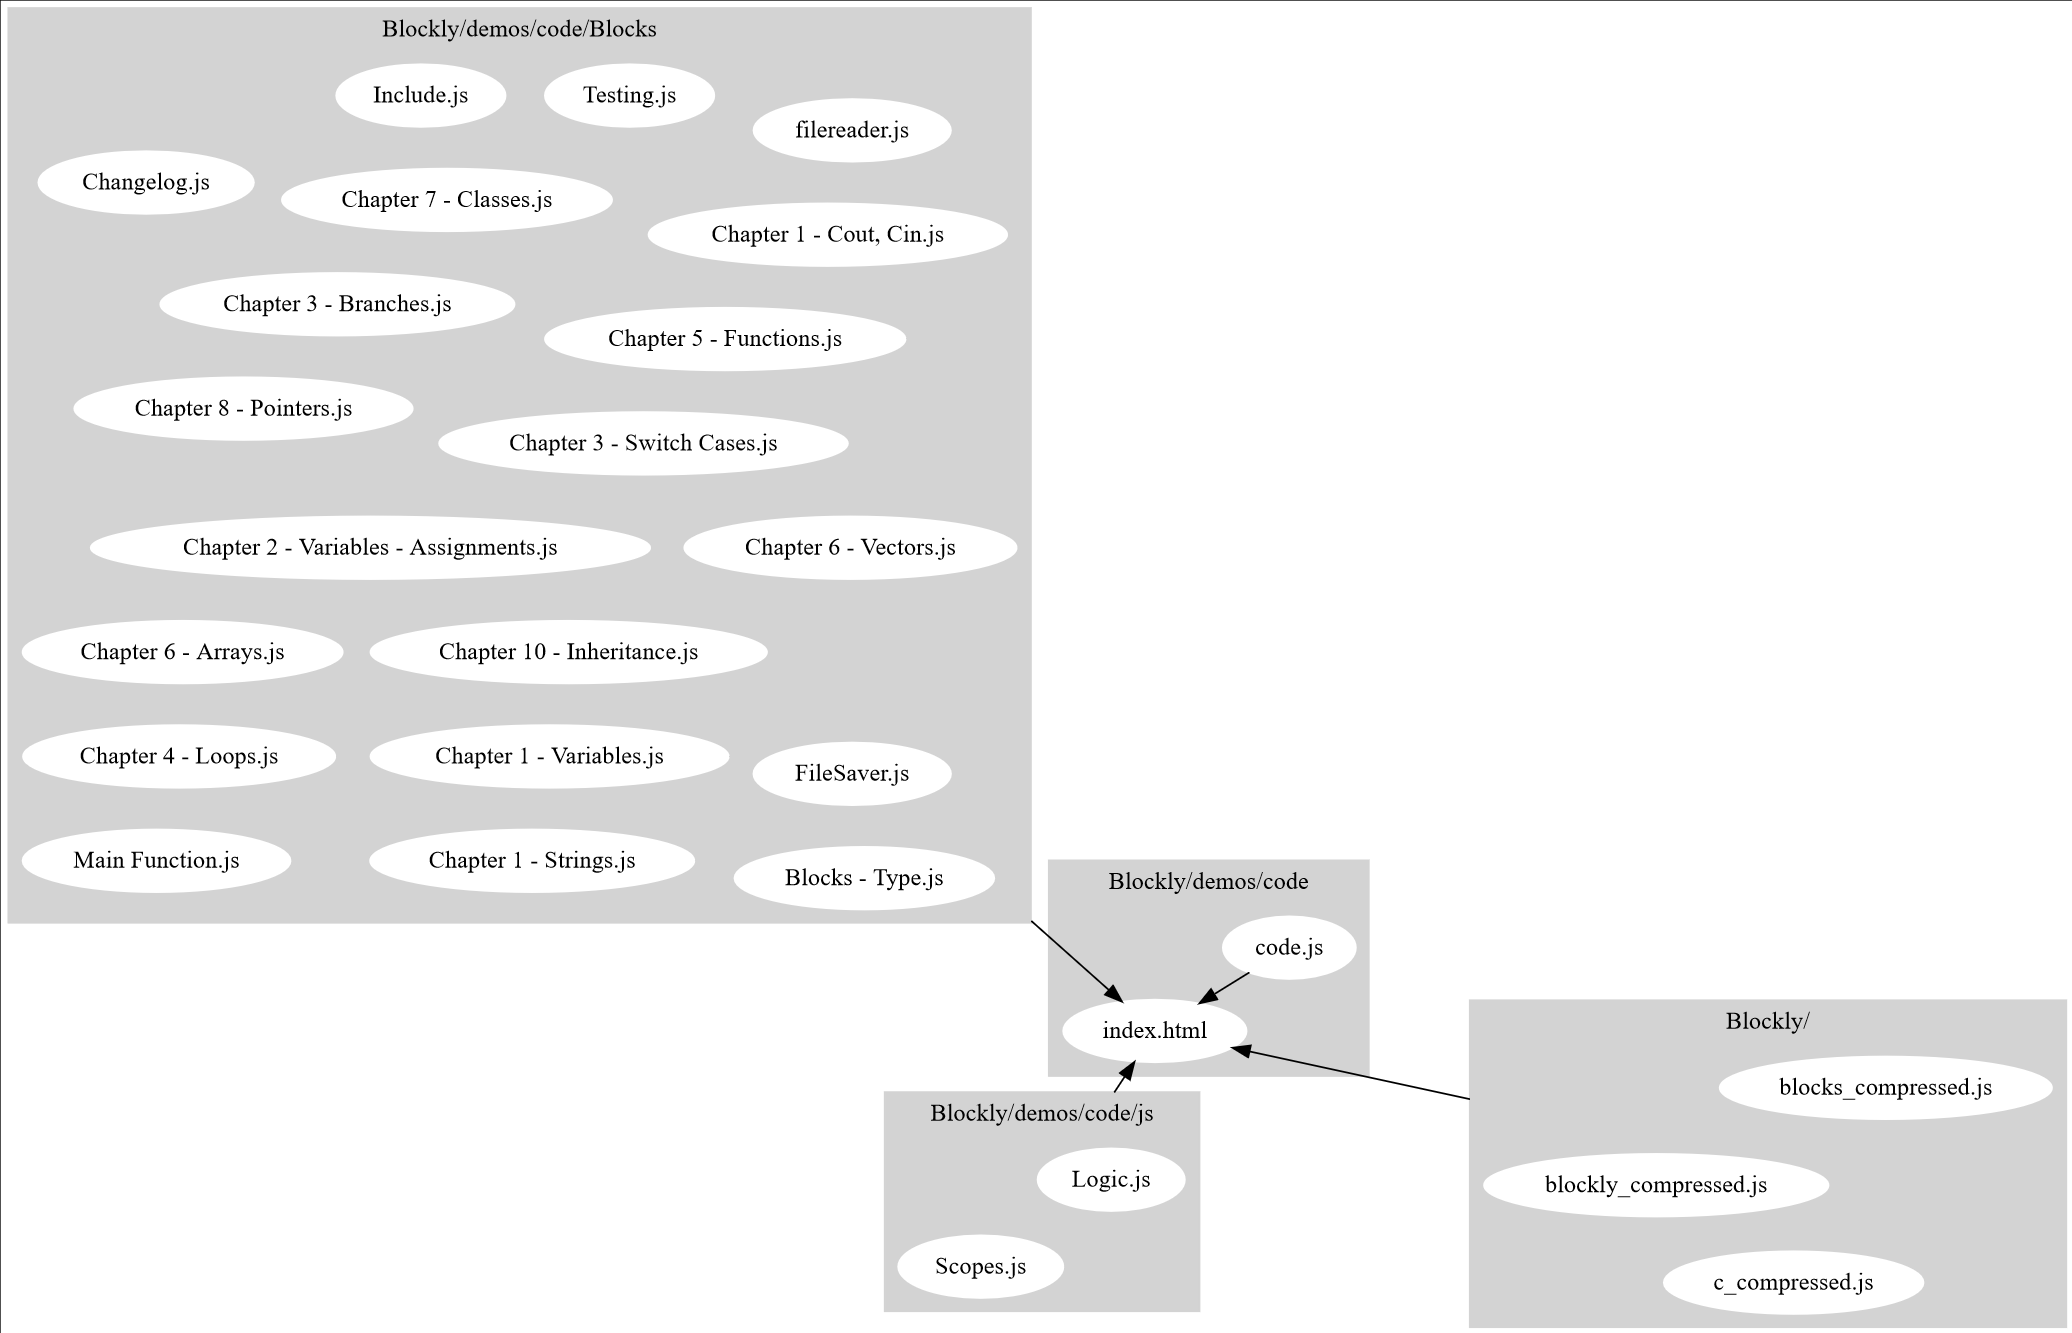 Blockly/demos/code/Blocks
Include.js
Testing.js
filereader.js
Changelog.js
Chapter 7 - Classes.js
Chapter 1 - Cout, Cin.js
Chapter 3 - Branches.js
Chapter 5 - Functions.js
Chapter 8 - Pointers.js
Chapter 3 - Switch Cases.js
Chapter 2 - Variables - Assignments.js
Chapter 6 - Vectors.js
Chapter 6 - Arrays.js
Chapter 10 - Inheritance.js
Chapter 4 - Loops.js
Chapter 1 - Variables.js
FileSaver.js
Main Function.js
Chapter 1 - Strings.js
Blocks - Type.js
Blockly/demos/code
code.js
index.html
Blockly/demos/code/js
Logic.js
Scopes.js
Blockly/
blocks_compressed.js
blockly_compressed.js
c_compressed.js